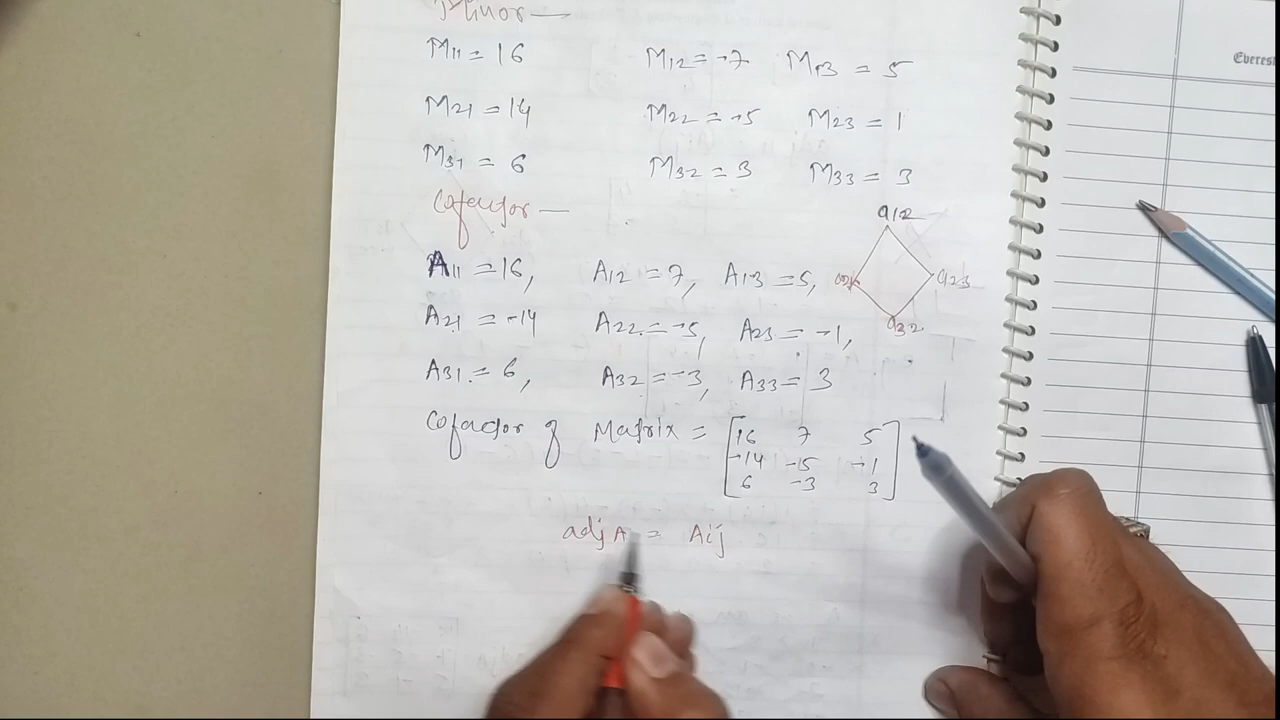 Minor —
M11 = 16 M12 = -7 M13 = 5
M21 = 14 M22 = -5 M23 = 1
M31 = 6 M32 = 3 M33 = 3
Cofactor —
A11 = 16, A12 = 7, A13 = 5,
A21 = -14 A22 = -5, A23 = -1,
A31 = 6, A32 = -3, A33 = 3
a12
a21 a23
a32
Cofactor of Matrix = [16 7 5
-14 -15 -1
6 -3 3]
adj A = Aij
Everest